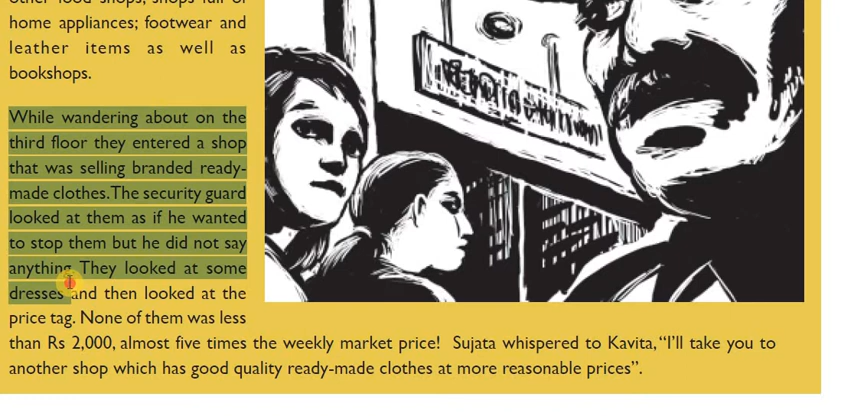 other food shops; shops full of
home appliances; footwear and
leather items as well as
bookshops.
While wandering about on the
third floor they entered a shop
that was selling branded ready-
made clothes. The security guard
looked at them as if he wanted
to stop them but he did not say
anything. They looked at some
dresses and then looked at the
price tag. None of them was less
than Rs 2,000, almost five times the weekly market price! Sujata whispered to Kavita, “I’ll take you to
another shop which has good quality ready-made clothes at more reasonable prices”.